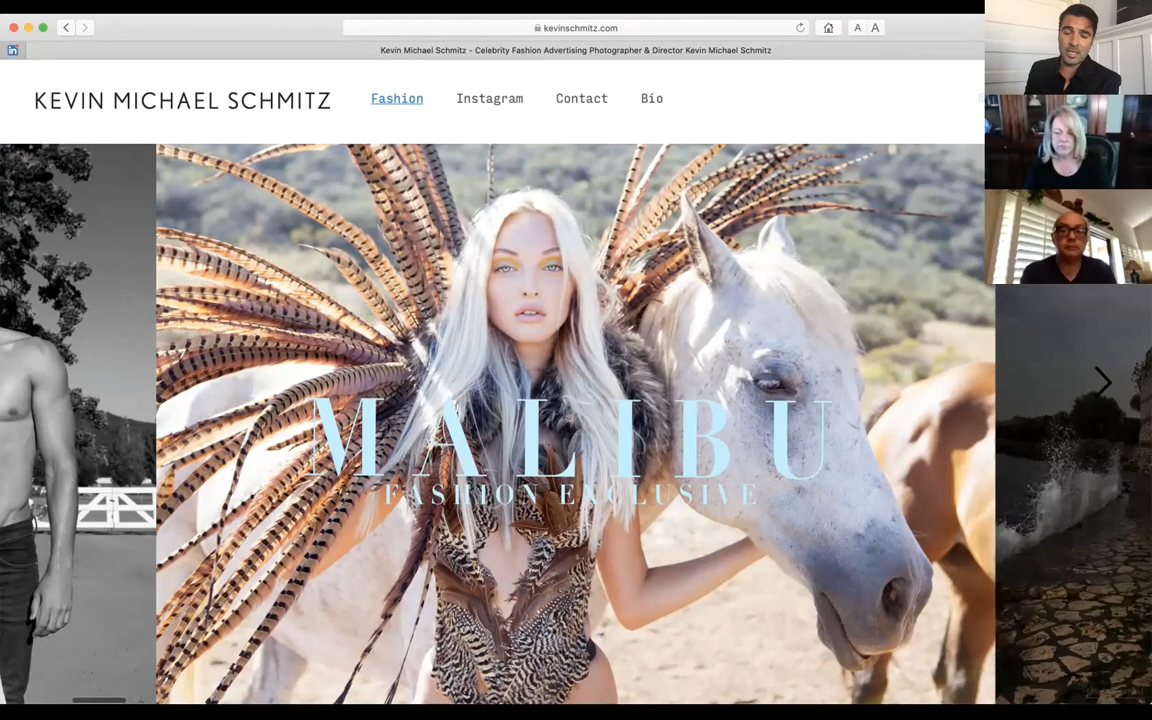 kevinschmitz.com
A A
in
Kevin Michael Schmitz - Celebrity Fashion Advertising Photographer & Director Kevin Michael Schmitz
KEVIN MICHAEL SCHMITZ
Fashion
Instagram
Contact
Bio
MALIBU
FASHION EXCLUSIVE